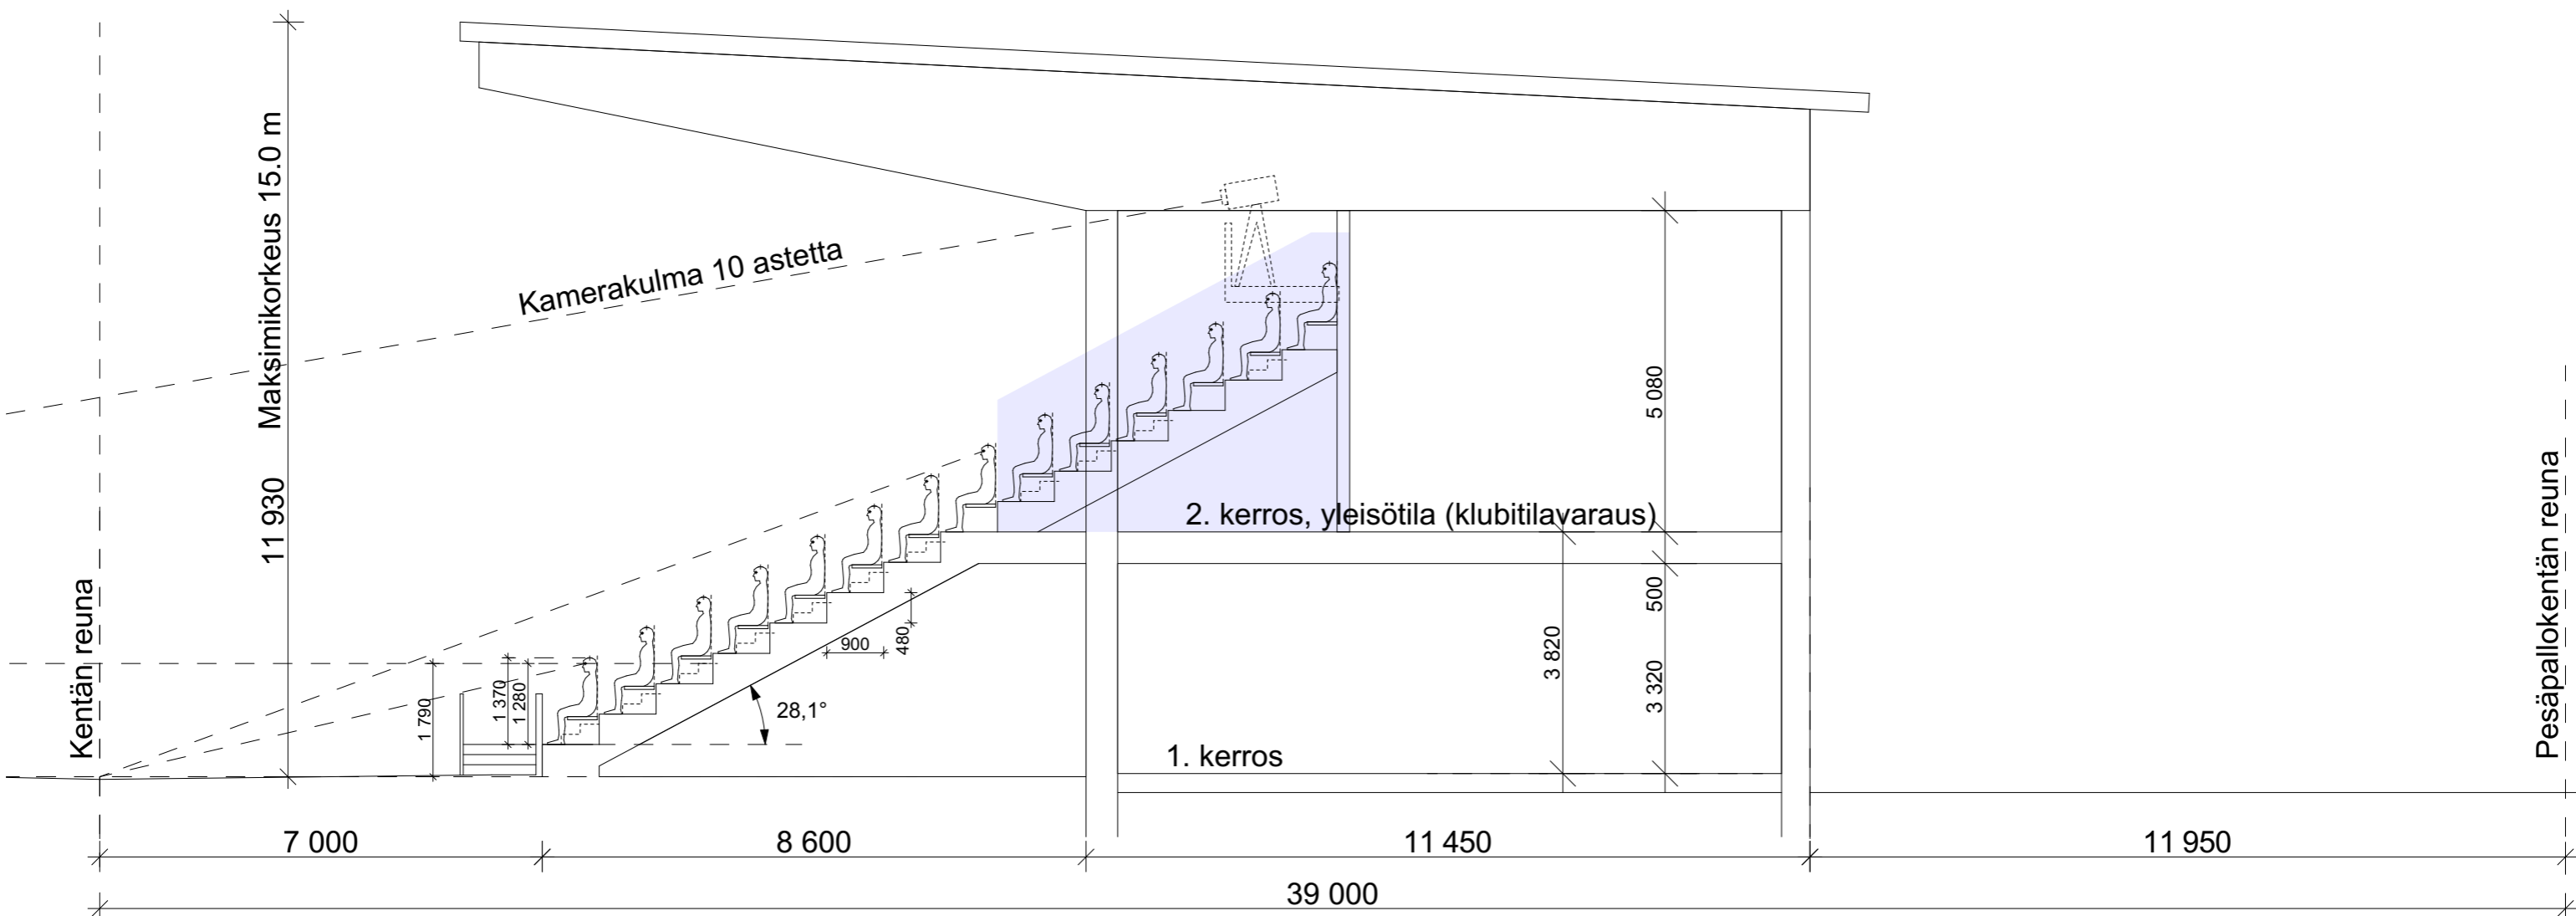 Kentän reuna
11 930 Maksimikorkeus 15.0 m
Kamerakulma 10 astetta
5 080
2. kerros, yleisötila (klubitilavaraus)
500
3 820
3 320
1. kerros
900
480
28,1°
1 790
1 370
1 280
Pesäpallokentän reuna
7 000
8 600
11 450
11 950
39 000